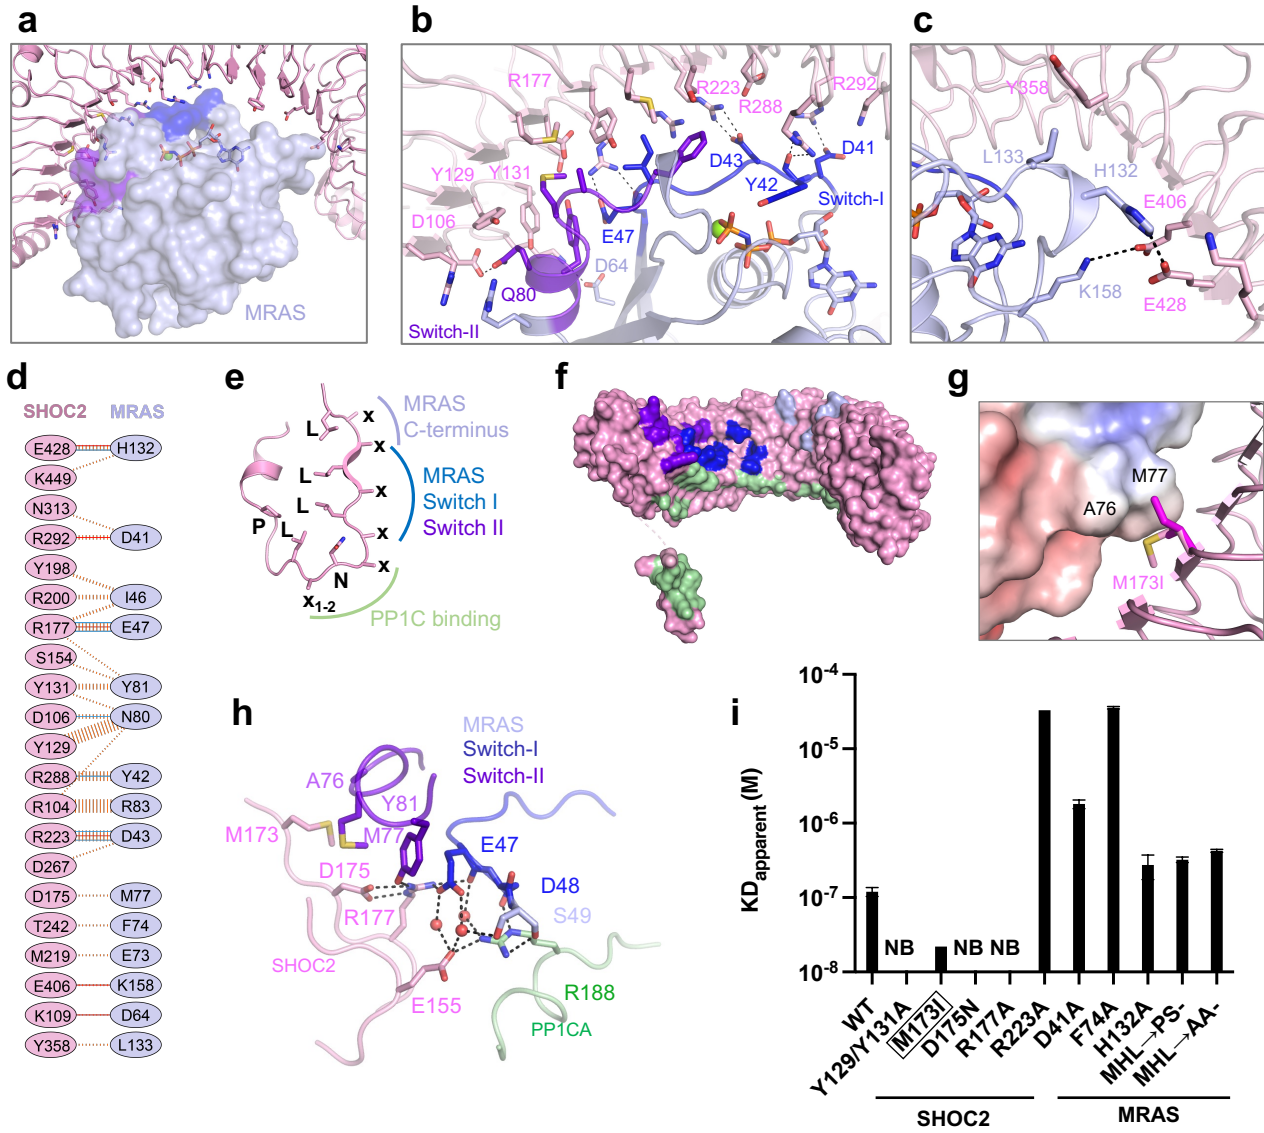 a
MRAS
b
R177
R223
R288
R292
Y129
Y131
D43
D41
Y42
Switch-I
D106
E47
D64
Q80
Switch-II
c
Y358
L133
H132
E406
K158
E428
d
SHOC2 MRAS
E428 H132
K449
N313
R292 D41
Y198
R200 I46
R177 E47
S154
Y131 Y81
D106 N80
Y129
R288 Y42
R104 R83
R223 D43
D267
D175 M77
T242 F74
M219 E73
E406 K158
K109 D64
Y358 L133
e
L x
x
L
x
P L L
x
N x
x1-2
MRAS
C-terminus
MRAS
Switch I
Switch II
PP1C binding
f
g
M77
A76
M173I
h
MRAS
Switch-I
Switch-II
A76
Y81
M173
M77
E47
D175
D48
R177
S49
SHOC2
E155
R188
PP1CA
i
KDapparent (M)
10-4
10-5
10-6
10-7
10-8
NB NB NB
WT
Y129/Y131A
M173I
D175N
R177A
R223A
D41A
F74A
H132A
MHL→PS-
MHL→AA-
SHOC2
MRAS